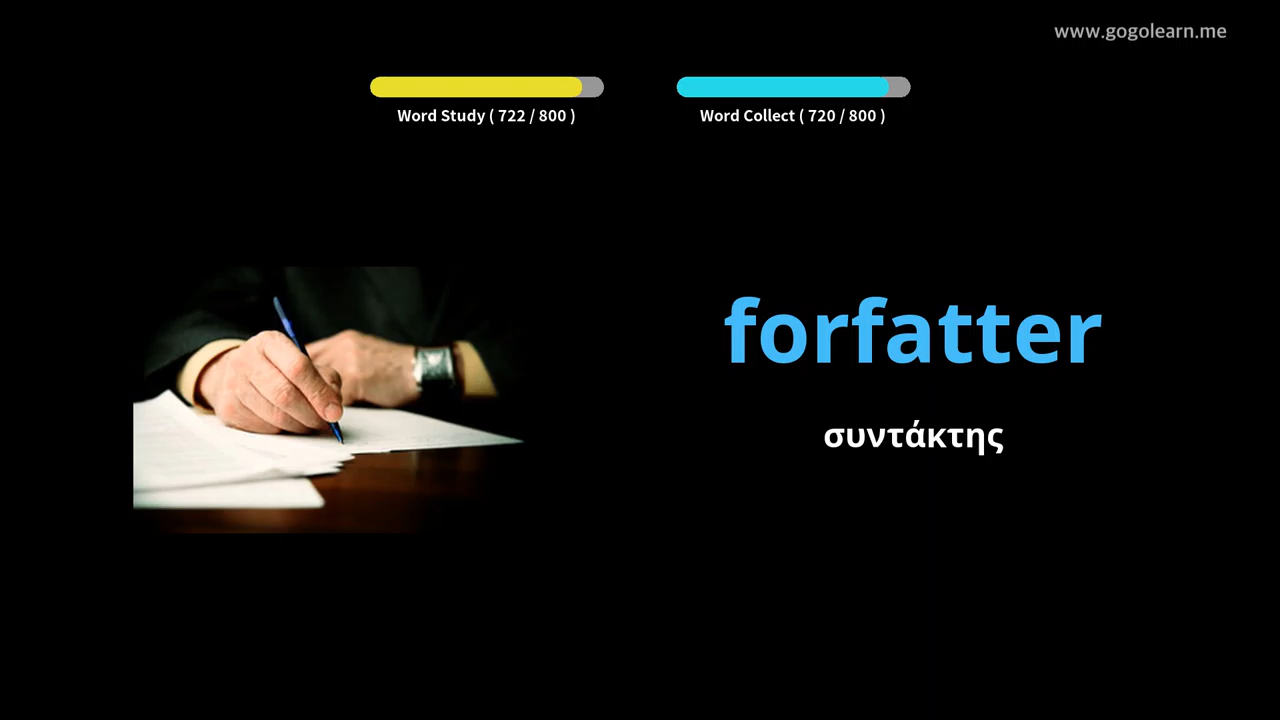 www.gogolearn.me
Word Study ( 722 / 800 )
Word Collect ( 720 / 800 )
forfatter
συντάκτης